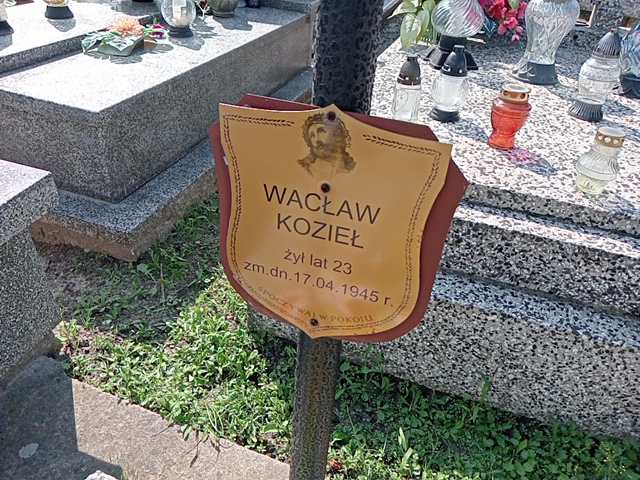 WACŁAW
KOZIEŁ
żył lat 23
zm.dn.17.04.1945 r.
SPOCZYWAJ W POKOJU